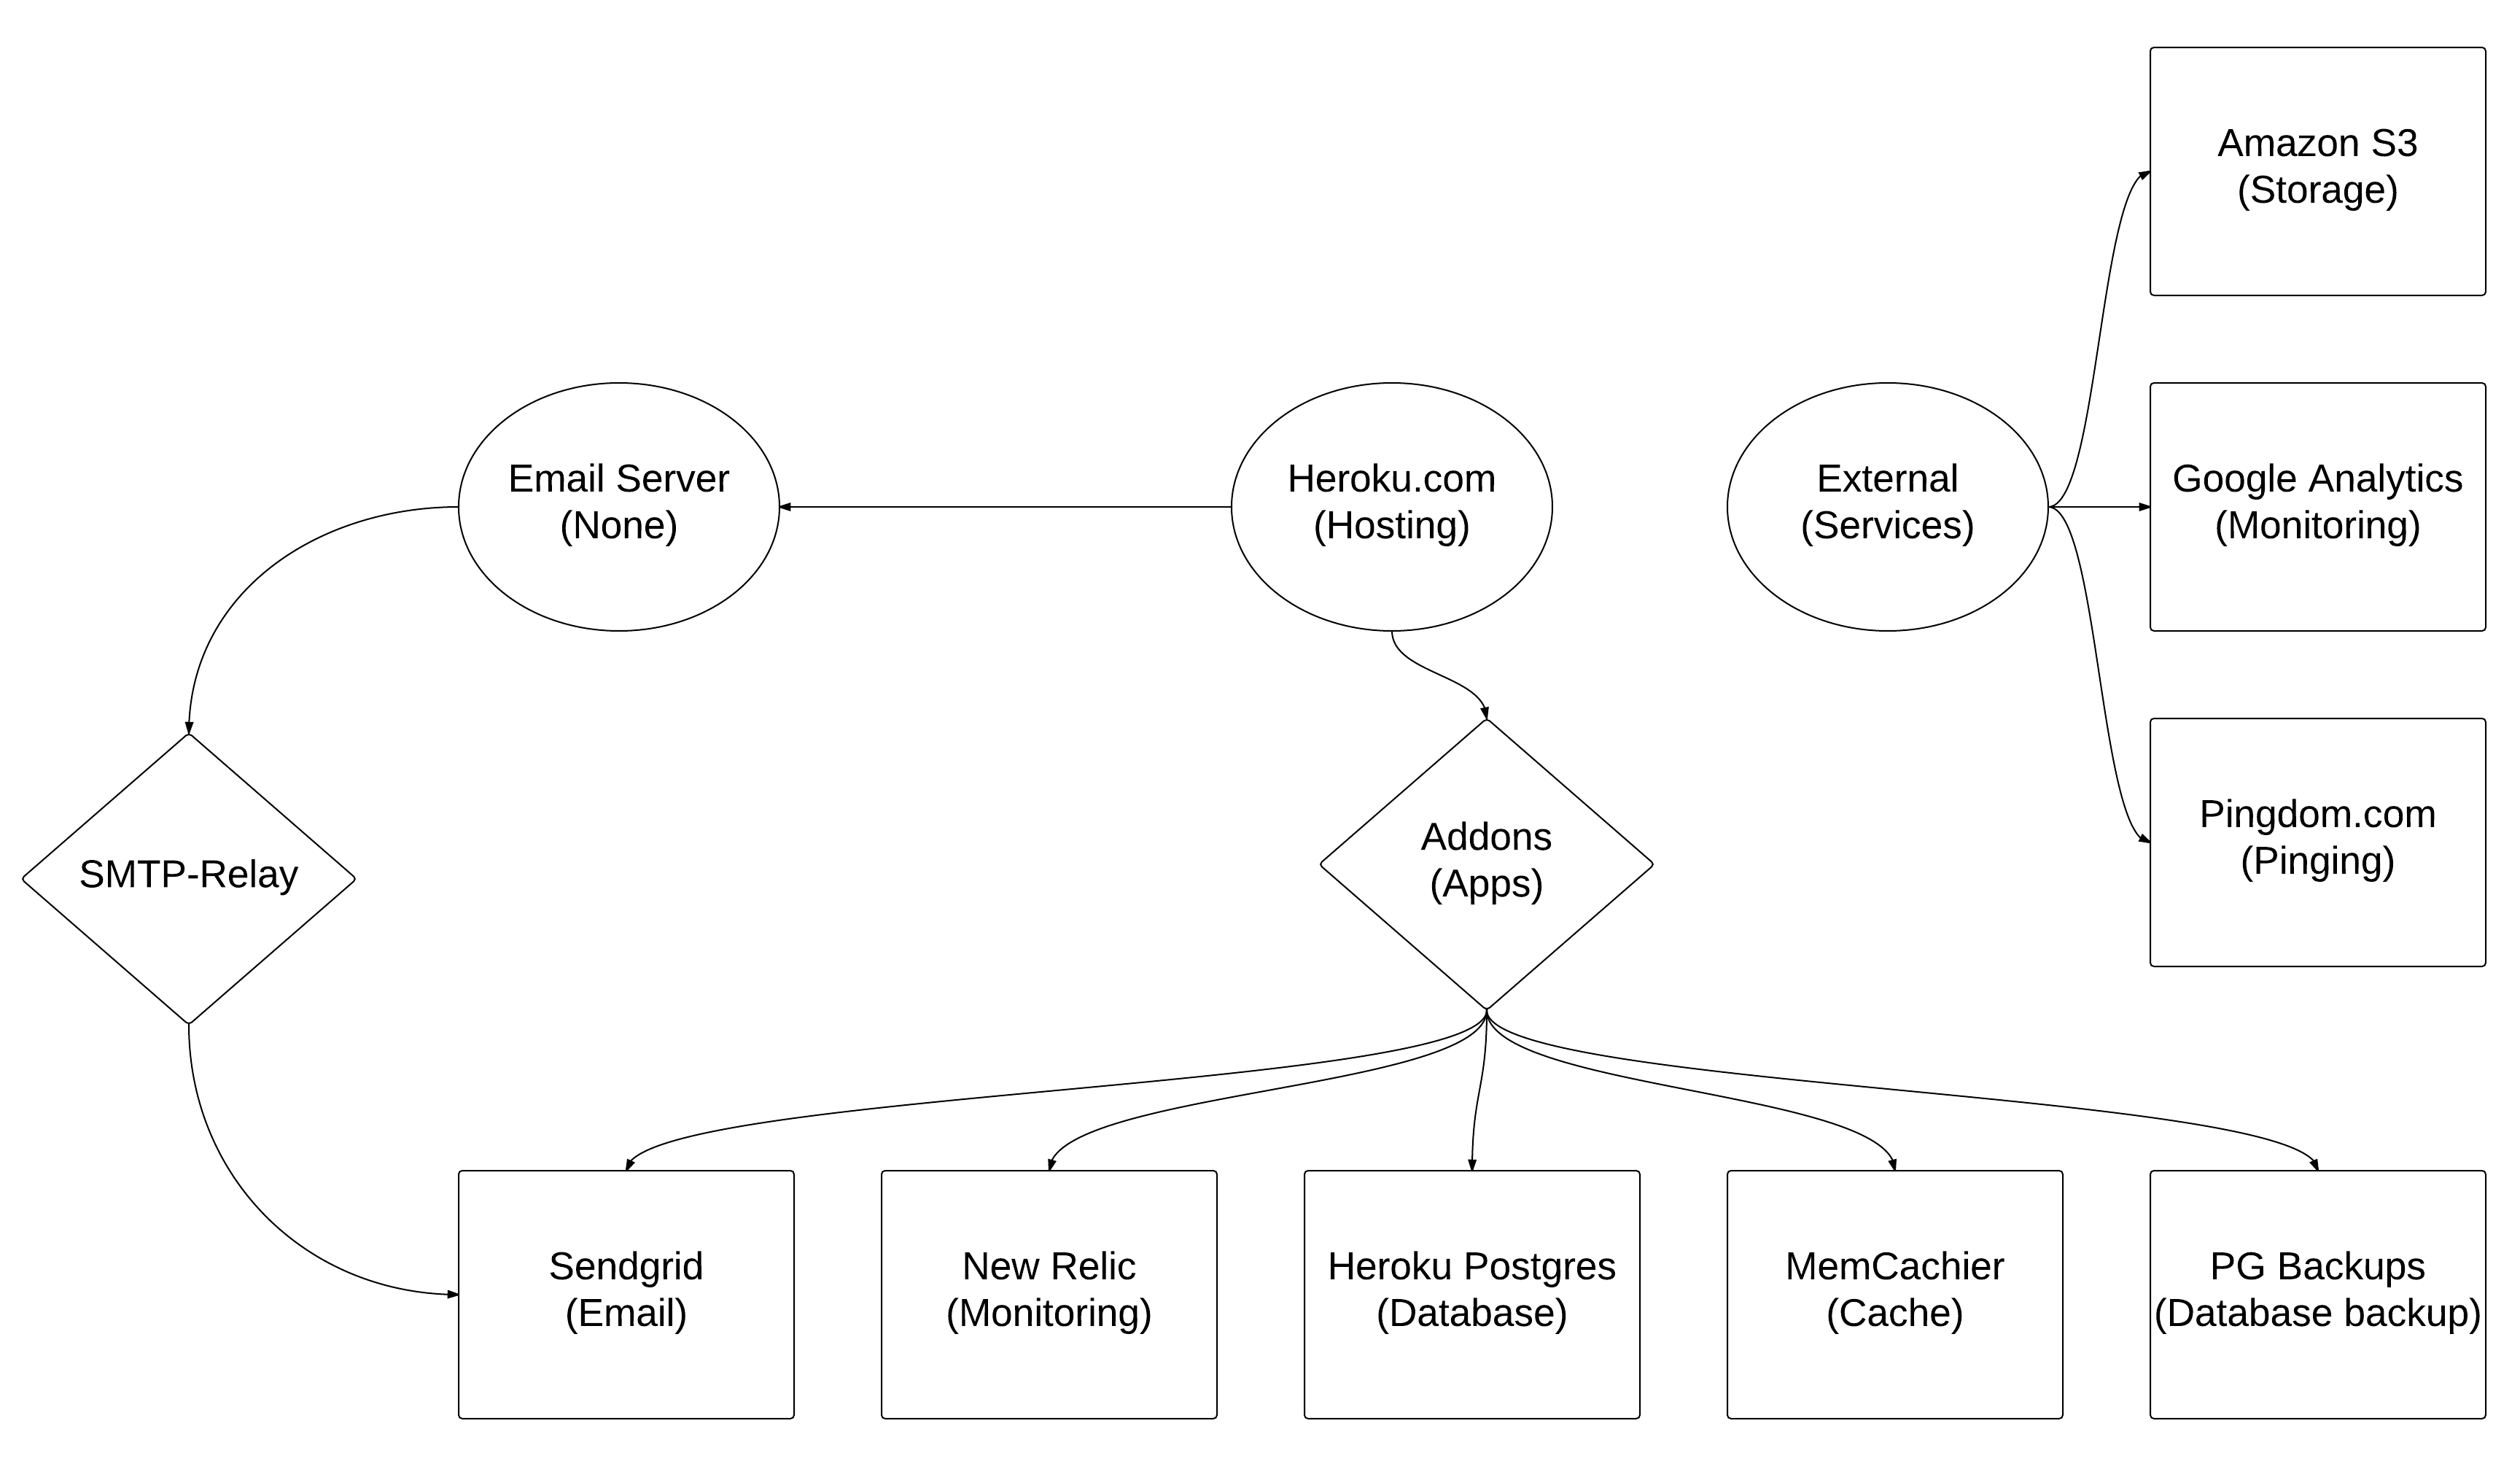 Amazon S3
(Storage)
Email Server
(None)
Heroku.com
(Hosting)
External
(Services)
Google Analytics
(Monitoring)
Pingdom.com
(Pinging)
SMTP-Relay
Addons
(Apps)
Sendgrid
(Email)
New Relic
(Monitoring)
Heroku Postgres
(Database)
MemCachier
(Cache)
PG Backups
(Database backup)